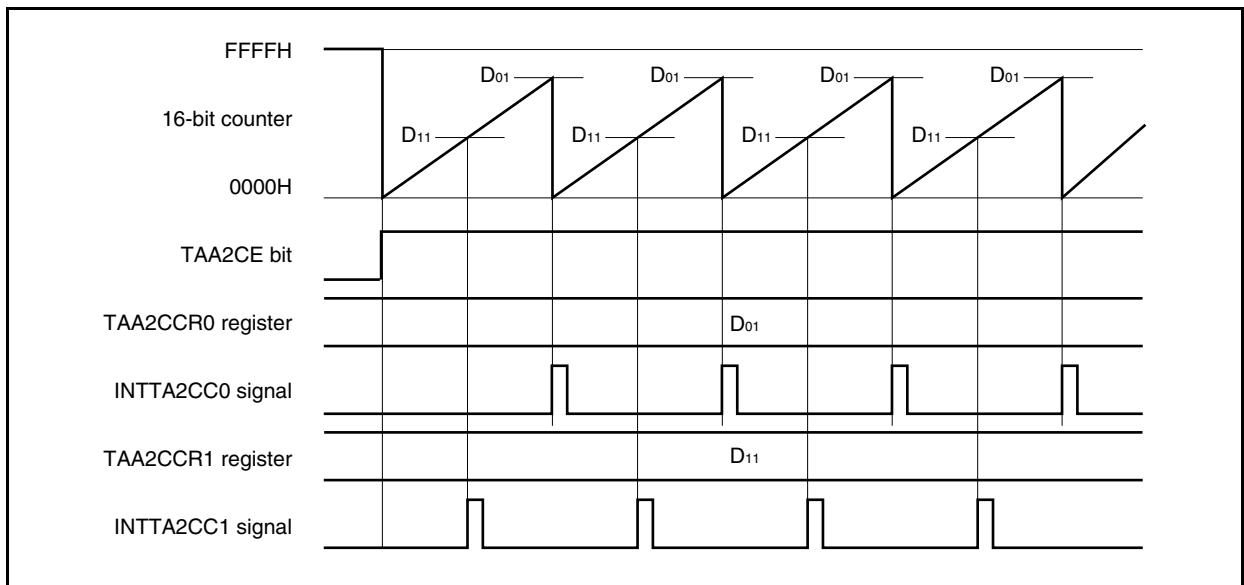 FFFFH
D01 D01 D01 D01
16-bit counter
D11 D11 D11 D11
0000H
TAA2CE bit
TAA2CCR0 register
D01
INTTA2CC0 signal
TAA2CCR1 register
D11
INTTA2CC1 signal